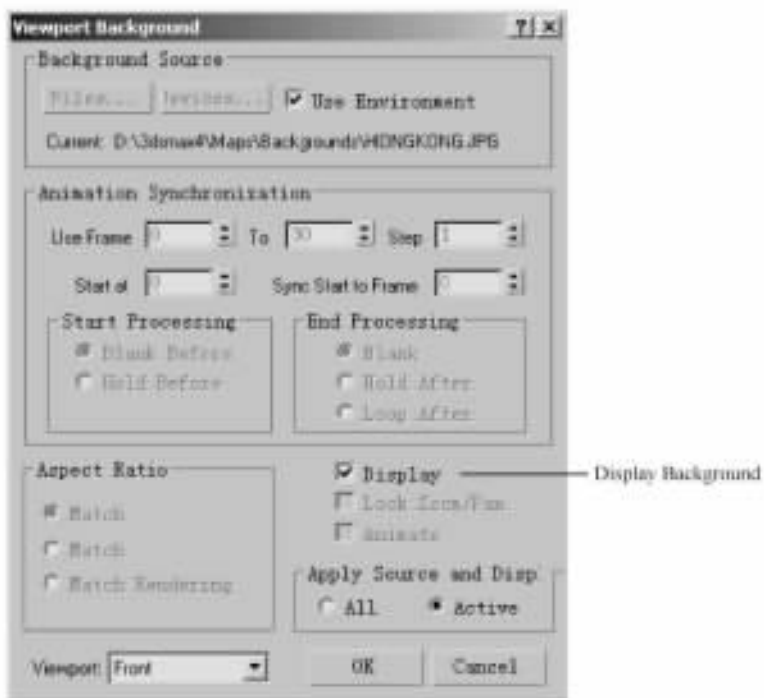 Viewport Background
Background Source
Files... Devices... Use Environment
Current: D:\3dsmax4\Maps\Backgrounds\HONGKONG.JPG
Animation Synchronization
Use Frame 0 To 30 Step 1
Start at 0 Sync Start to Frame 0
Start Processing
Blank Before
Hold Before
End Processing
Blank
Hold After
Loop After
Aspect Ratio
Match
Match
Match Rendering
Display
Display Background
Lock Zoom/Pan
Animate
Apply Source and Disp
All Active
Viewport: Front
OK Cancel